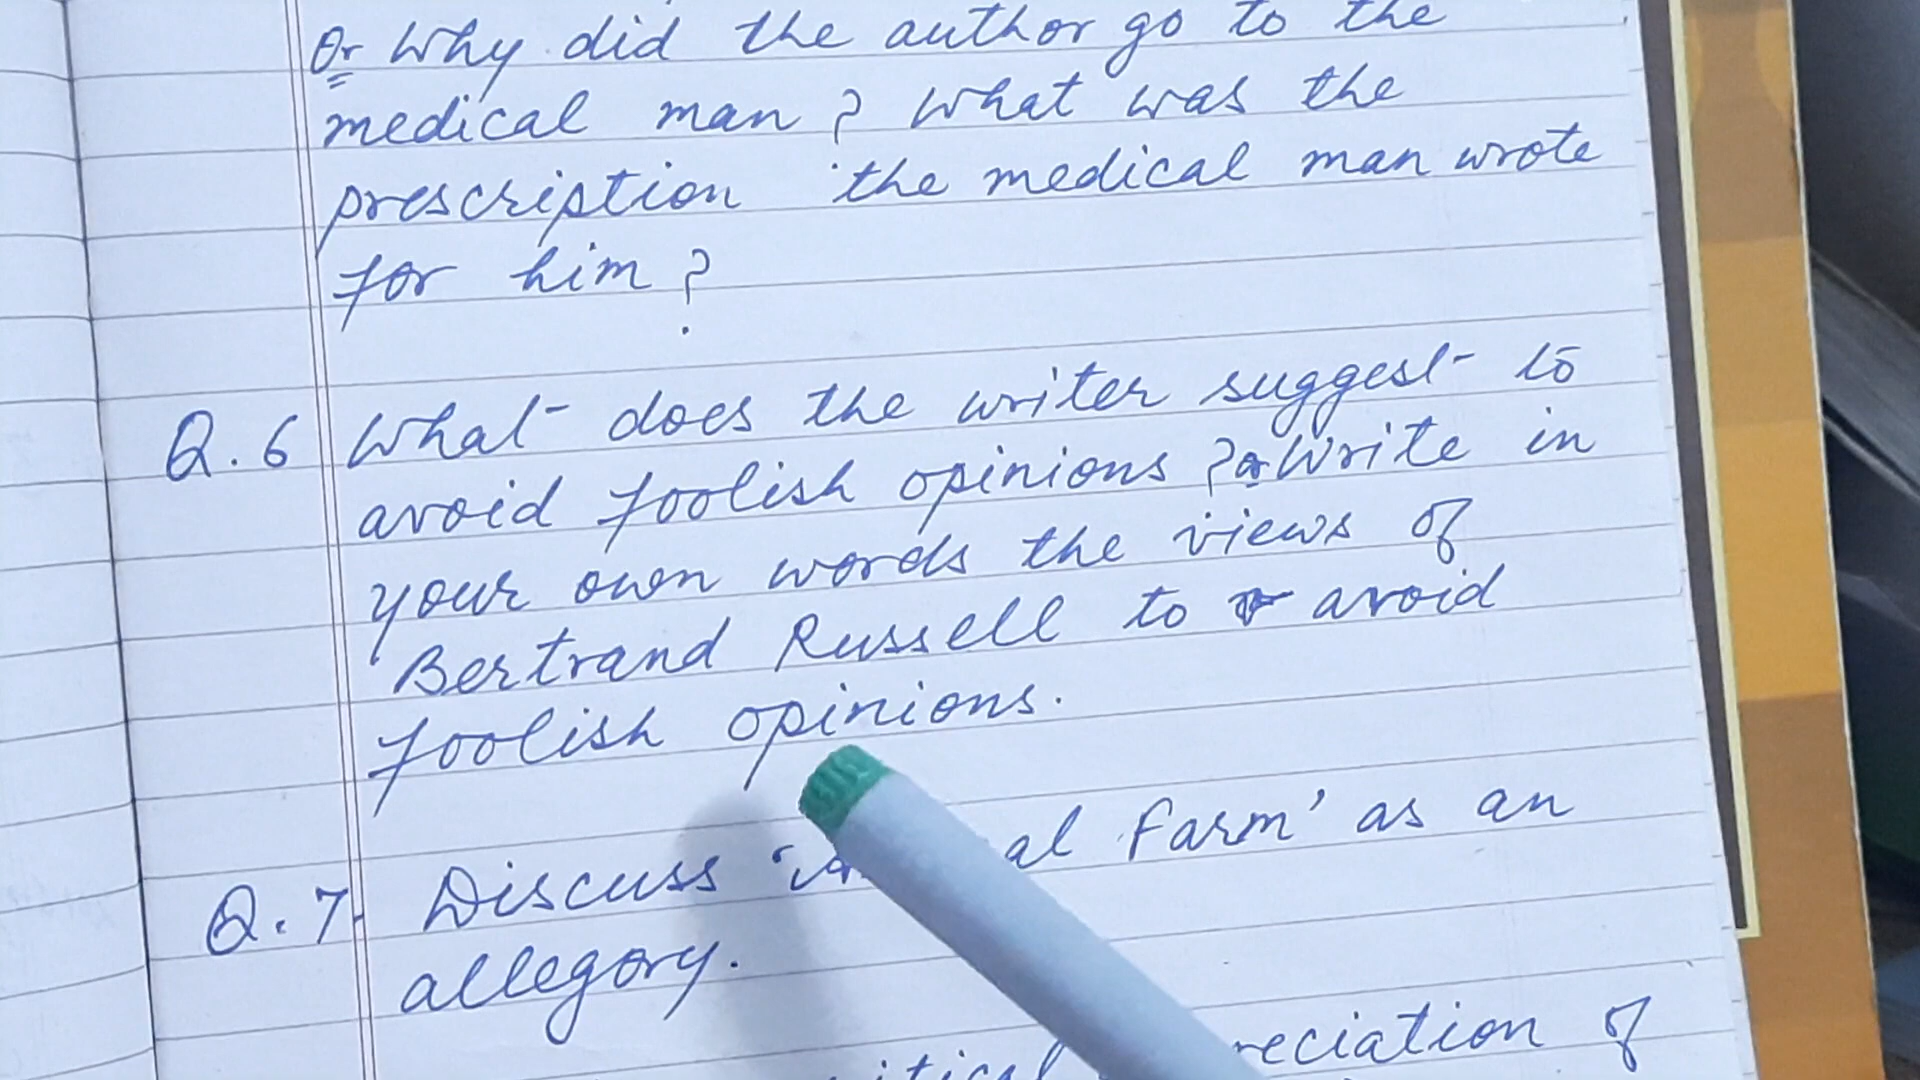 Or Why did the author go to the
medical man? What was the
prescription the medical man wrote
for him?
Q.6 What does the writer suggest to
avoid foolish opinions? or Write in
your own words the views of
Bertrand Russell to avoid
foolish opinions.
Q.7. Discuss Farm' as an
allegory.
of